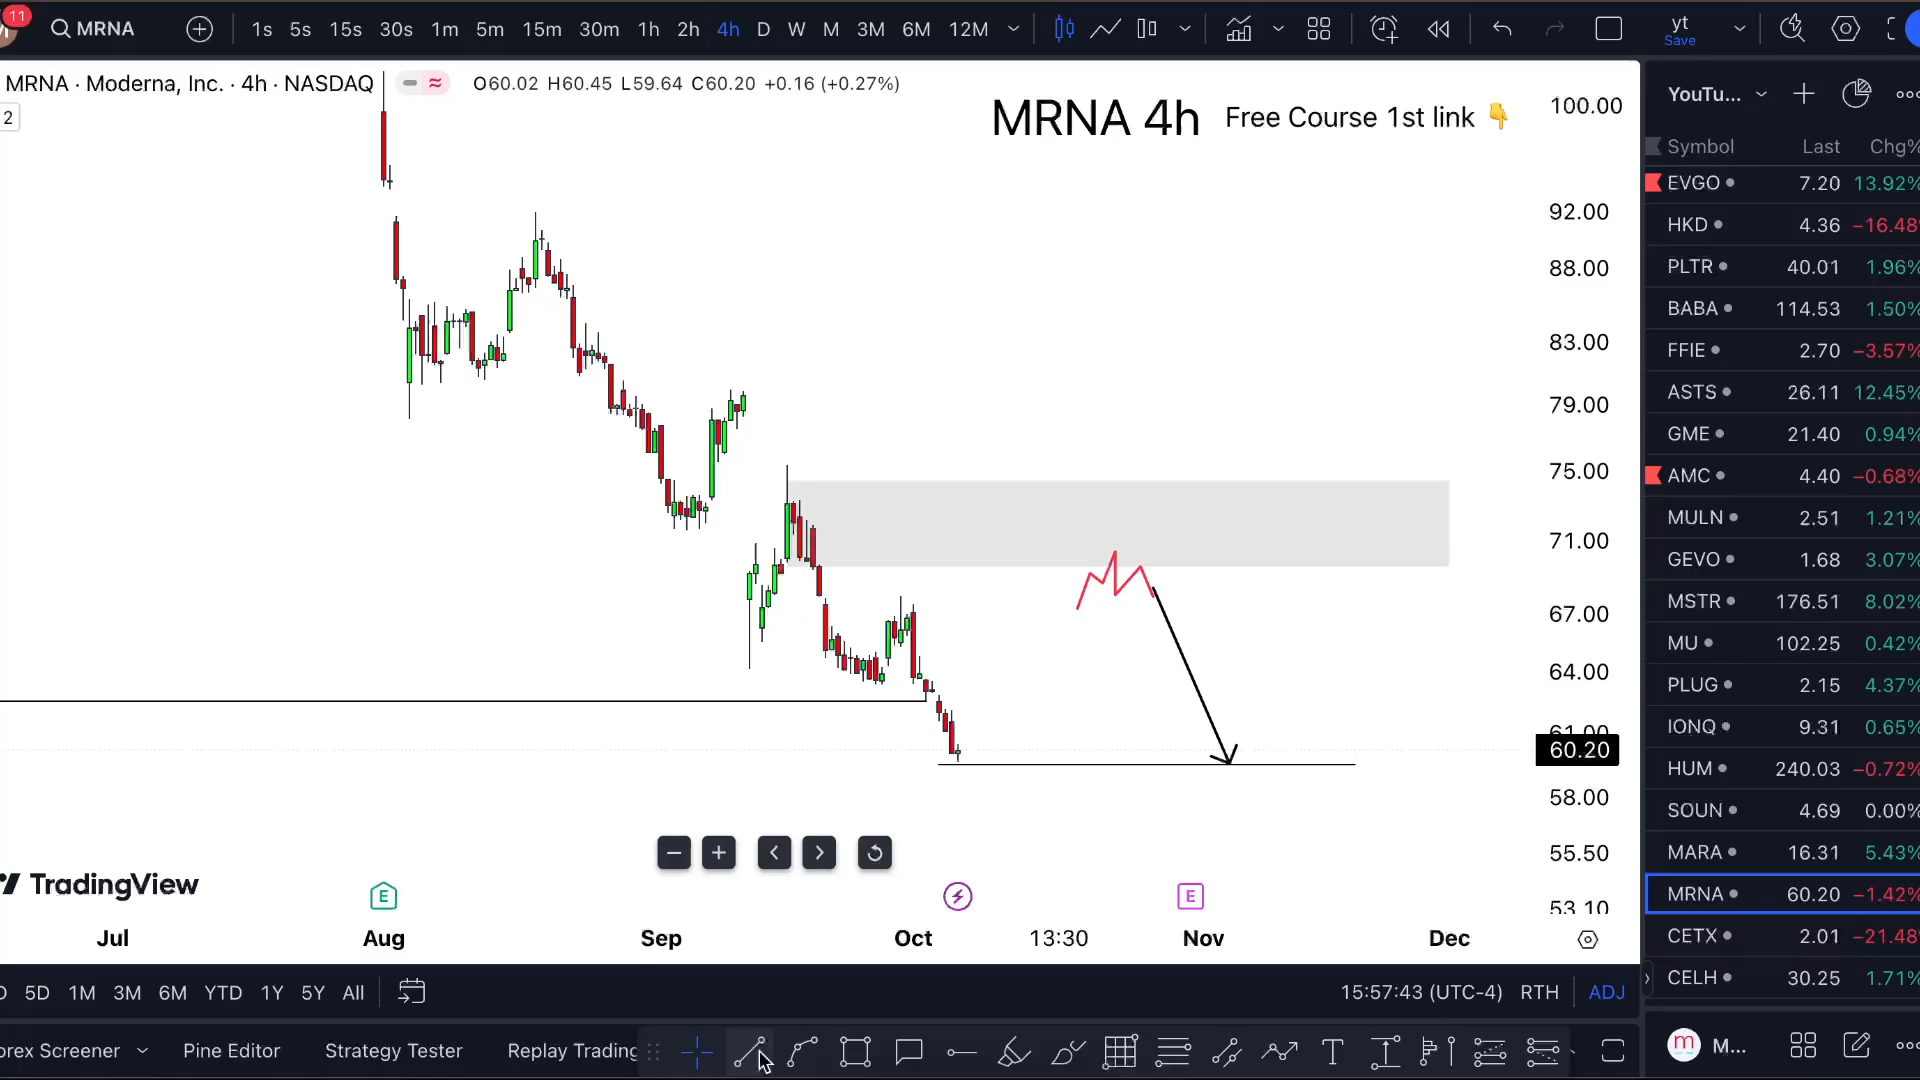 11
MRNA 1s 5s 15s 30s 1m 5m 15m 30m 1h 2h 4h D W M 3M 6M 12M yt Save
MRNA · Moderna, Inc. · 4h · NASDAQ O60.02 H60.45 L59.64 C60.20 +0.16 (+0.27%)
2
MRNA 4h Free Course 1st link 👇
100.00
92.00
88.00
83.00
79.00
75.00
71.00
67.00
64.00
61.00
60.20
58.00
55.50
53.10
TradingView
E E
Jul Aug Sep Oct 13:30 Nov Dec
5D 1M 3M 6M YTD 1Y 5Y All 15:57:43 (UTC-4) RTH ADJ
orex Screener Pine Editor Strategy Tester Replay Trading
YouTu...
Symbol Last Chg%
EVGO 7.20 13.92%
HKD 4.36 −16.48%
PLTR 40.01 1.96%
BABA 114.53 1.50%
FFIE 2.70 −3.57%
ASTS 26.11 12.45%
GME 21.40 0.94%
AMC 4.40 −0.68%
MULN 2.51 1.21%
GEVO 1.68 3.07%
MSTR 176.51 8.02%
MU 102.25 0.42%
PLUG 2.15 4.37%
IONQ 9.31 0.65%
HUM 240.03 −0.72%
SOUN 4.69 0.00%
MARA 16.31 5.43%
MRNA 60.20 −1.42%
CETX 2.01 −21.48%
CELH 30.25 1.71%
m M...